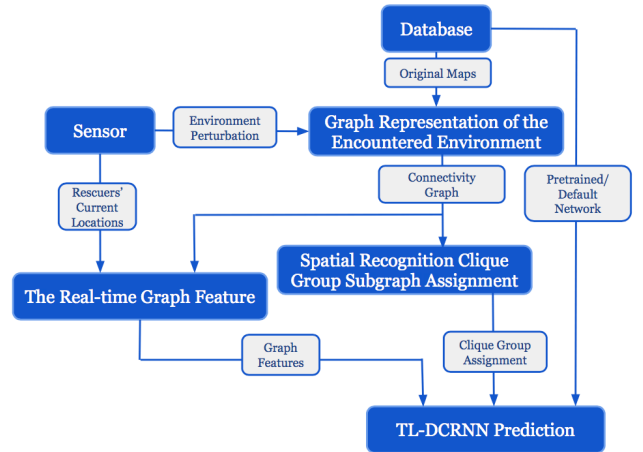 Database
Original Maps
Sensor
Environment
Perturbation
Graph Representation of the
Encountered Environment
Rescuers'
Current
Locations
Connectivity
Graph
Pretrained/
Default
Network
The Real-time Graph Feature
Spatial Recognition Clique
Group Subgraph Assignment
Graph
Features
Clique Group
Assignment
TL-DCRNN Prediction